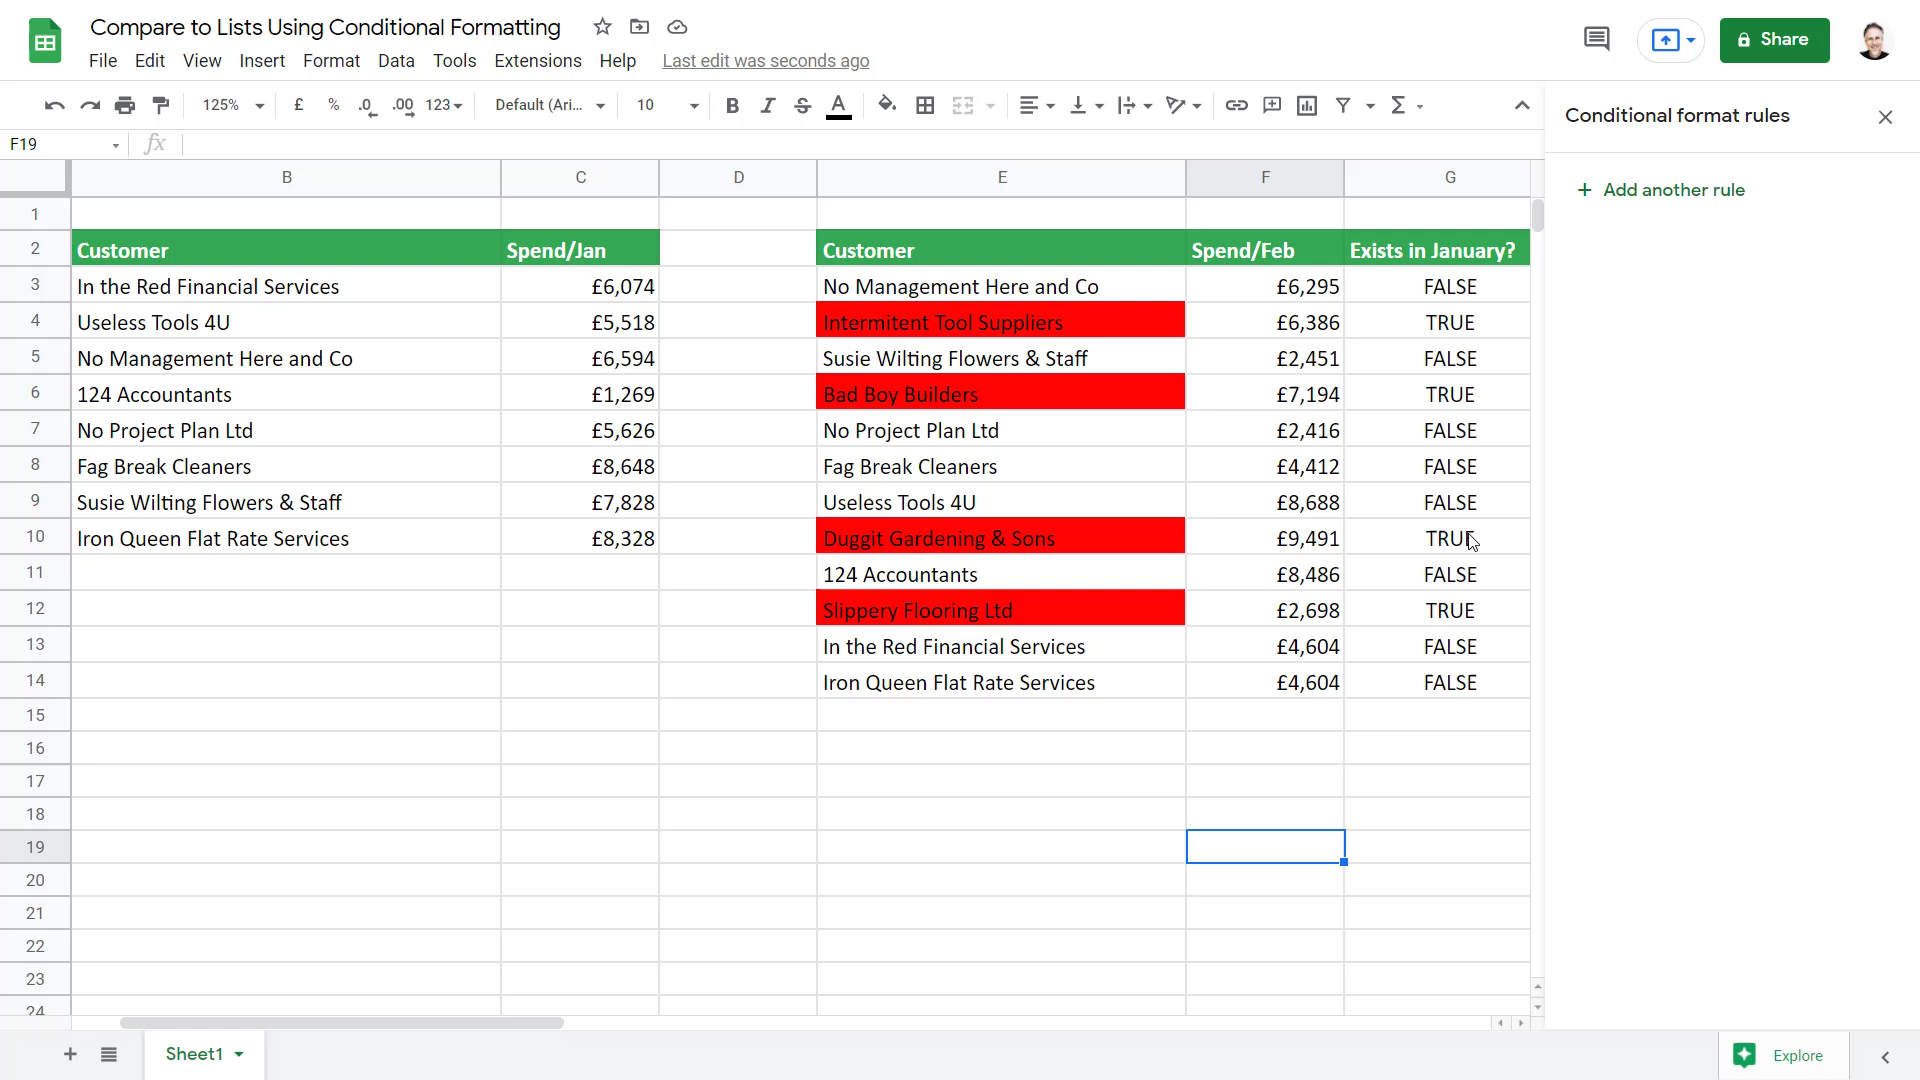 Compare to Lists Using Conditional Formatting
File Edit View Insert Format Data Tools Extensions Help Last edit was seconds ago
Share
125% £ % .0 .00 123 Default (Ari... 10 B I S A Σ
Conditional format rules
F19 fx
+ Add another rule
B C D E F G
1
2 Customer Spend/Jan Customer Spend/Feb Exists in January?
3 In the Red Financial Services £6,074 No Management Here and Co £6,295 FALSE
4 Useless Tools 4U £5,518 Intermitent Tool Suppliers £6,386 TRUE
5 No Management Here and Co £6,594 Susie Wilting Flowers & Staff £2,451 FALSE
6 124 Accountants £1,269 Bad Boy Builders £7,194 TRUE
7 No Project Plan Ltd £5,626 No Project Plan Ltd £2,416 FALSE
8 Fag Break Cleaners £8,648 Fag Break Cleaners £4,412 FALSE
9 Susie Wilting Flowers & Staff £7,828 Useless Tools 4U £8,688 FALSE
10 Iron Queen Flat Rate Services £8,328 Duggit Gardening & Sons £9,491 TRUE
11 124 Accountants £8,486 FALSE
12 Slippery Flooring Ltd £2,698 TRUE
13 In the Red Financial Services £4,604 FALSE
14 Iron Queen Flat Rate Services £4,604 FALSE
15
16
17
18
19
20
21
22
23
24
Sheet1
Explore